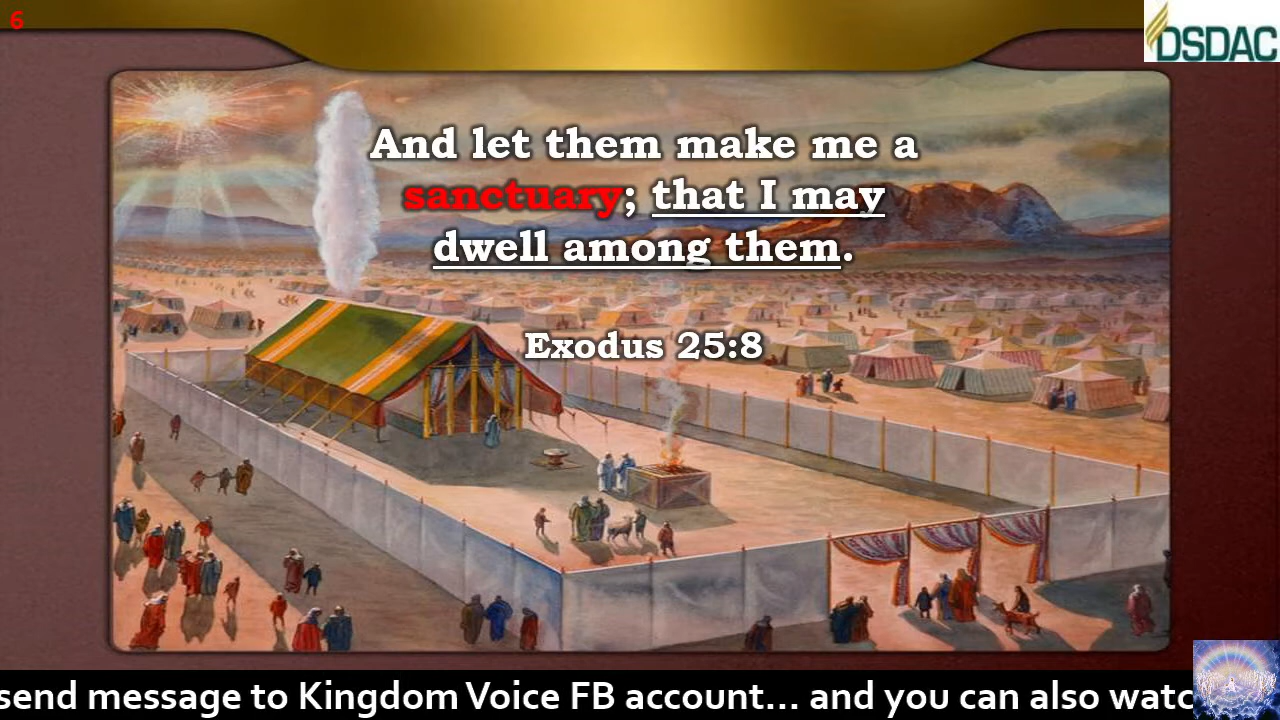 6
DSDAC
And let them make me a
sanctuary; that I may
dwell among them.
Exodus 25:8
send message to Kingdom Voice FB account... and you can also watc